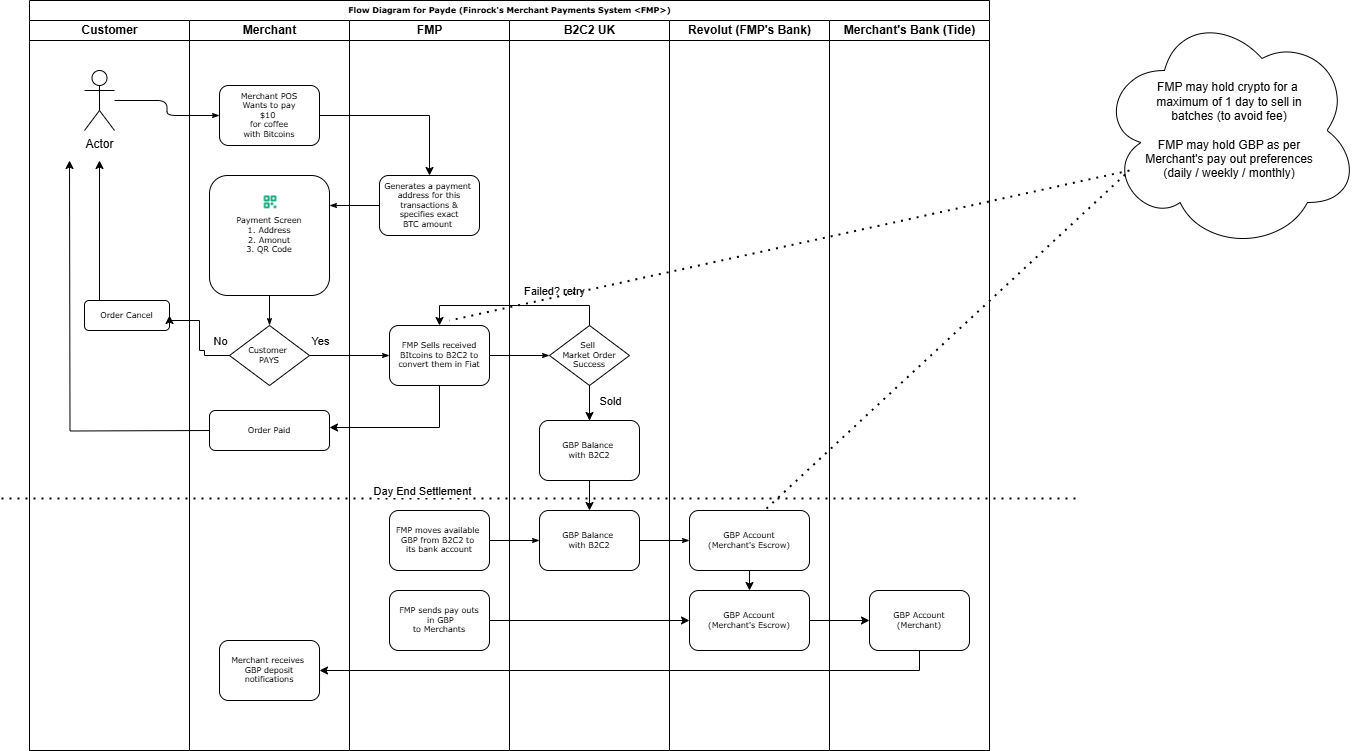 Flow Diagram for Payde (Finrock's Merchant Payments System <FMP>)
Customer
Merchant
FMP
B2C2 UK
Revolut (FMP's Bank)
Merchant's Bank (Tide)
FMP may hold crypto for a
maximum of 1 day to sell in
batches (to avoid fee)
FMP may hold GBP as per
Merchant's pay out preferences
(daily / weekly / monthly)
Actor
Merchant POS
Wants to pay
$10
for coffee
with Bitcoins
Generates a payment
address for this
transactions &
specifies exact
BTC amount
Payment Screen
1. Address
2. Amonut
3. QR Code
Failed? retry
Order Cancel
No
Customer
PAYS
Yes
FMP Sells received
BItcoins to B2C2 to
convert them in Fiat
Sell
Market Order
Success
Sold
Order Paid
GBP Balance
with B2C2
Day End Settlement
FMP moves available
GBP from B2C2 to
its bank account
GBP Balance
with B2C2
GBP Account
(Merchant's Escrow)
FMP sends pay outs
in GBP
to Merchants
GBP Account
(Merchant's Escrow)
GBP Account
(Merchant)
Merchant receives
GBP deposit
notifications